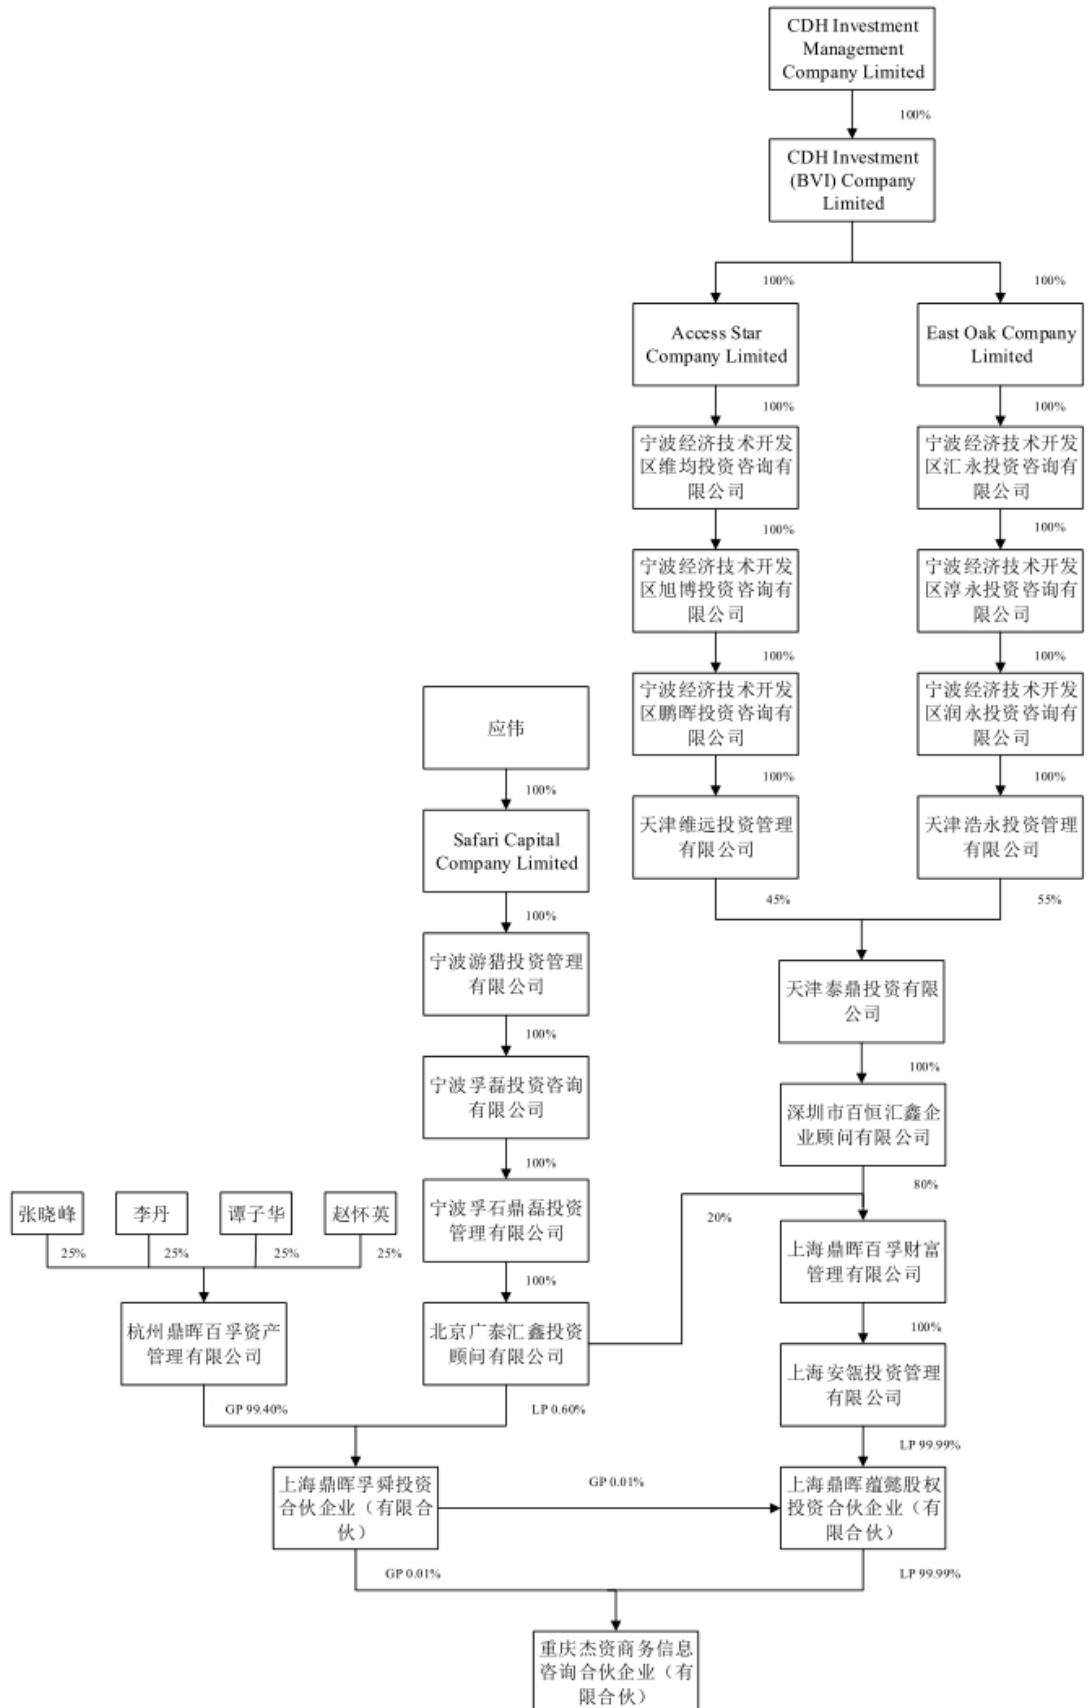 CDH Investment
Management
Company Limited
100%
CDH Investment
(BVI) Company
Limited
100%
100%
Access Star
Company Limited
East Oak Company
Limited
100%
100%
宁波经济技术开发
区维均投资咨询有
限公司
宁波经济技术开发
区汇永投资咨询有
限公司
100%
100%
宁波经济技术开发
区旭博投资咨询有
限公司
宁波经济技术开发
区淳永投资咨询有
限公司
100%
100%
宁波经济技术开发
区鹏晖投资咨询有
限公司
宁波经济技术开发
区润永投资咨询有
限公司
应伟
100%
100%
100%
Safari Capital
Company Limited
天津维远投资管理
有限公司
天津浩永投资管理
有限公司
45%
55%
100%
宁波游猎投资管理
有限公司
天津泰鼎投资有限
公司
100%
100%
宁波孚磊投资咨询
有限公司
深圳市百恒汇鑫企
业顾问有限公司
100%
80%
张晓峰
李丹
谭子华
赵怀英
宁波孚石鼎磊投资
管理有限公司
20%
25%
25%
25%
25%
上海鼎晖百孚财富
管理有限公司
100%
杭州鼎晖百孚资产
管理有限公司
北京广泰汇鑫投资
顾问有限公司
100%
上海安瓴投资管理
有限公司
GP 99.40%
LP 0.60%
LP 99.99%
上海鼎晖孚舜投资
合伙企业（有限合
伙）
GP 0.01%
上海鼎晖蕴懿股权
投资合伙企业（有
限合伙）
GP 0.01%
LP 99.99%
重庆杰资商务信息
咨询合伙企业（有
限合伙）